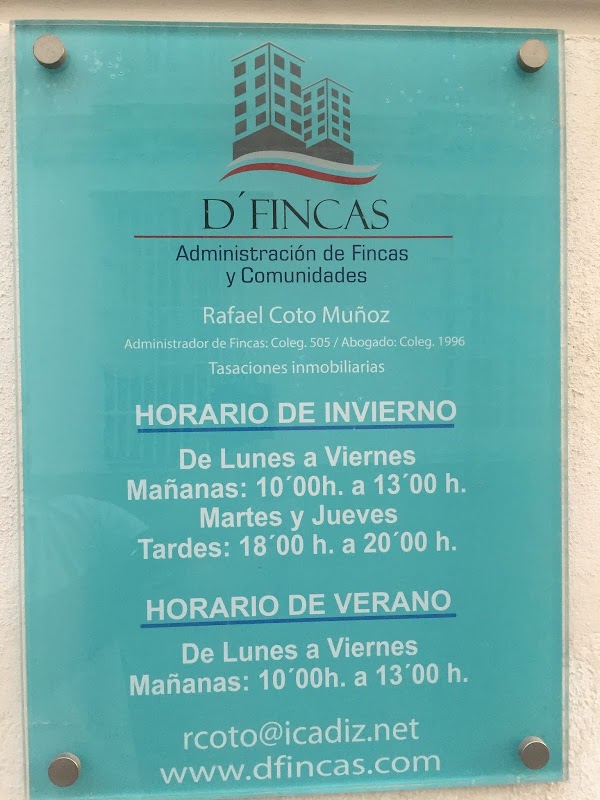 D´FINCAS
Administración de Fincas
y Comunidades
Rafael Coto Muñoz
Administrador de Fincas: Coleg. 505 / Abogado: Coleg. 1996
Tasaciones inmobiliarias
HORARIO DE INVIERNO
De Lunes a Viernes
Mañanas: 10´00h. a 13´00 h.
Martes y Jueves
Tardes: 18´00 h. a 20´00 h.
HORARIO DE VERANO
De Lunes a Viernes
Mañanas: 10´00h. a 13´00 h.
rcoto@icadiz.net
www.dfincas.com